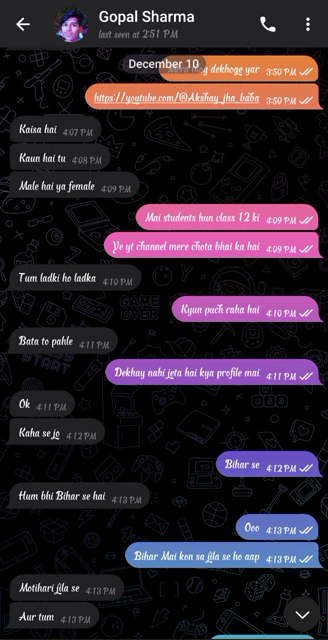 Gopal Sharma
last seen at 2:51 PM
December 10
dekhoge yar 3:50 PM
https://youtube.com/@Akshay_jha_baba 3:50 PM
Kaisa hai 4:07 PM
Kaun hai tu 4:08 PM
Male hai ya female 4:09 PM
Mai students hun class 12 ki 4:09 PM
Ye yt channel mere chota bhai ka hai 4:09 PM
Tum ladki ho ladka 4:10 PM
Kyun puch raha hai 4:10 PM
Bata to pahle 4:11 PM
Dekhay nahi jeta hai kya profile mai 4:11 PM
Ok 4:11 PM
Kaha se jo 4:12 PM
Bihar se 4:12 PM
Hum bhi Bihar se hai 4:13 PM
Ooo 4:13 PM
Bihar Mai kon sa jila se ho aap 4:13 PM
Motihari jila se 4:13 PM
Aur tum 4:13 PM
GAME
OVER
START